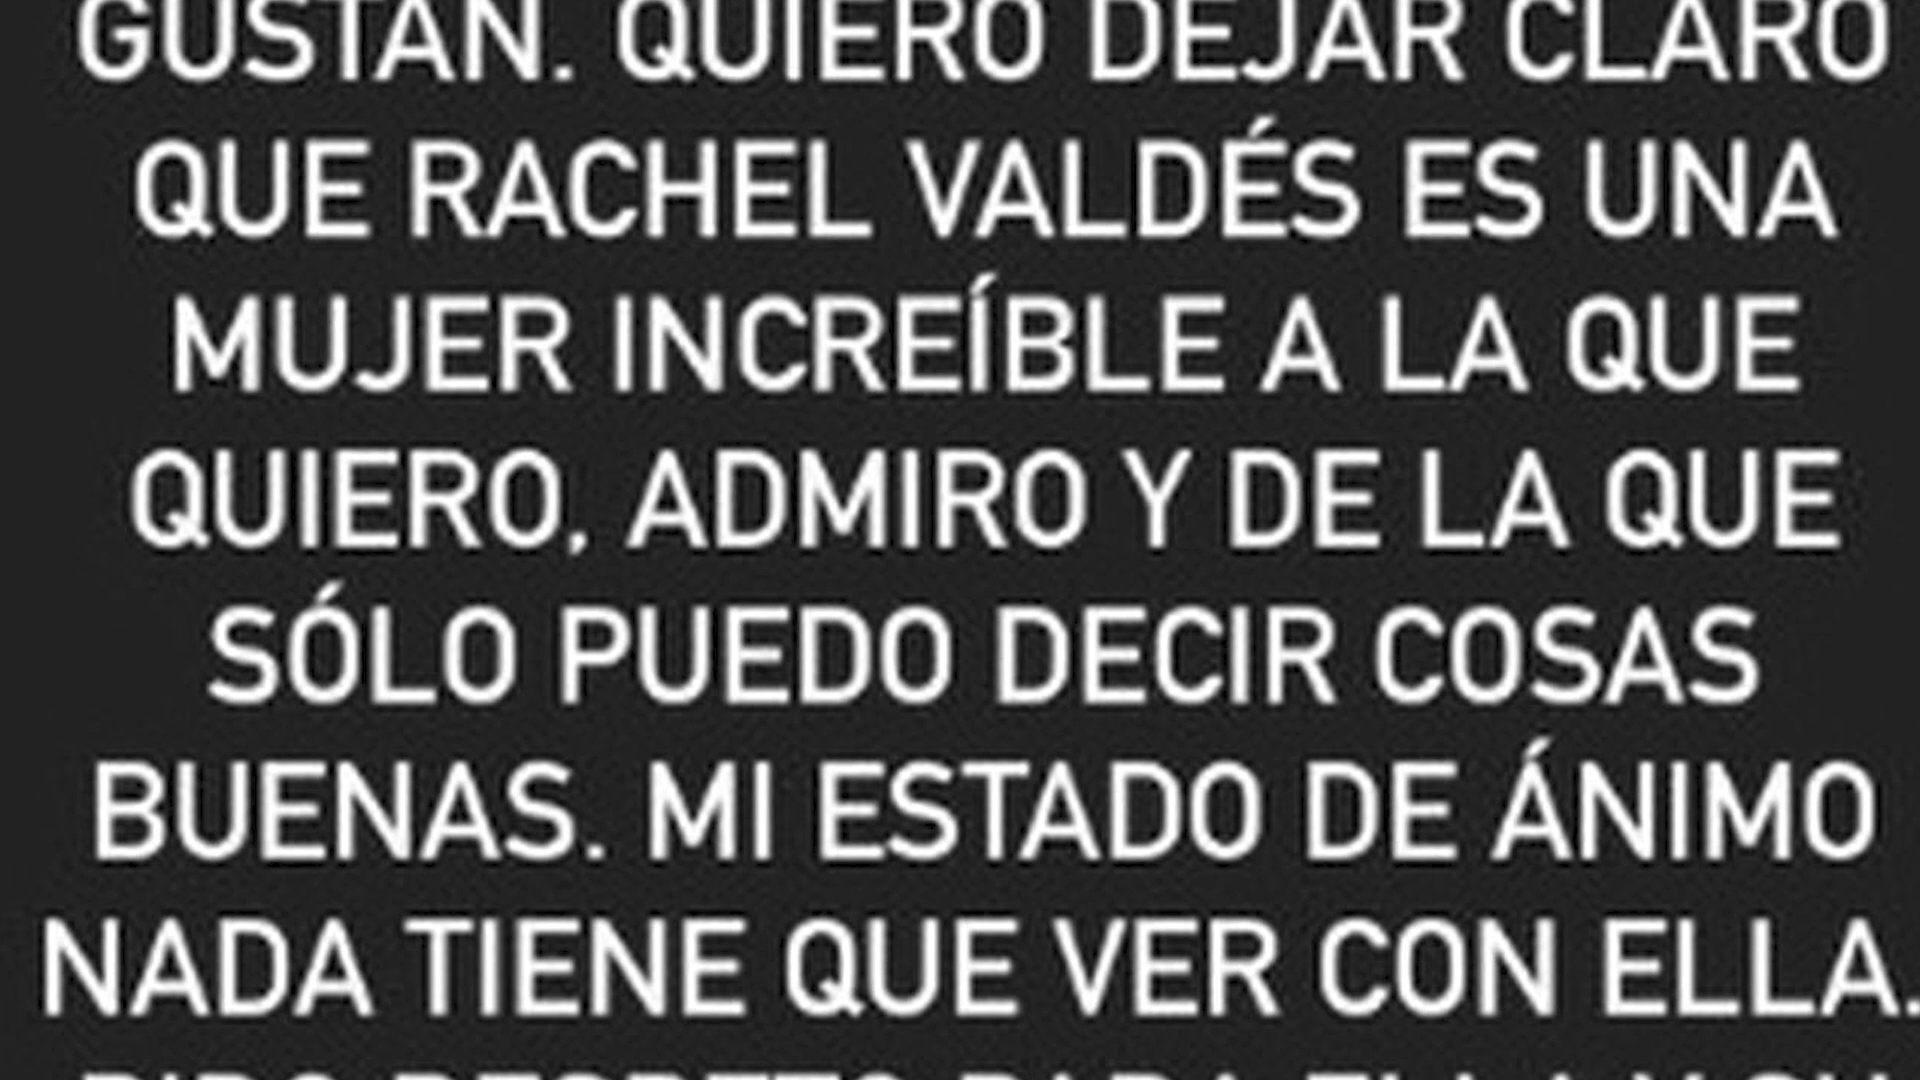 GUSTAN. QUIERO DEJAR CLARO
QUE RACHEL VALDÉS ES UNA
MUJER INCREÍBLE A LA QUE
QUIERO, ADMIRO Y DE LA QUE
SÓLO PUEDO DECIR COSAS
BUENAS. MI ESTADO DE ÁNIMO
NADA TIENE QUE VER CON ELLA.